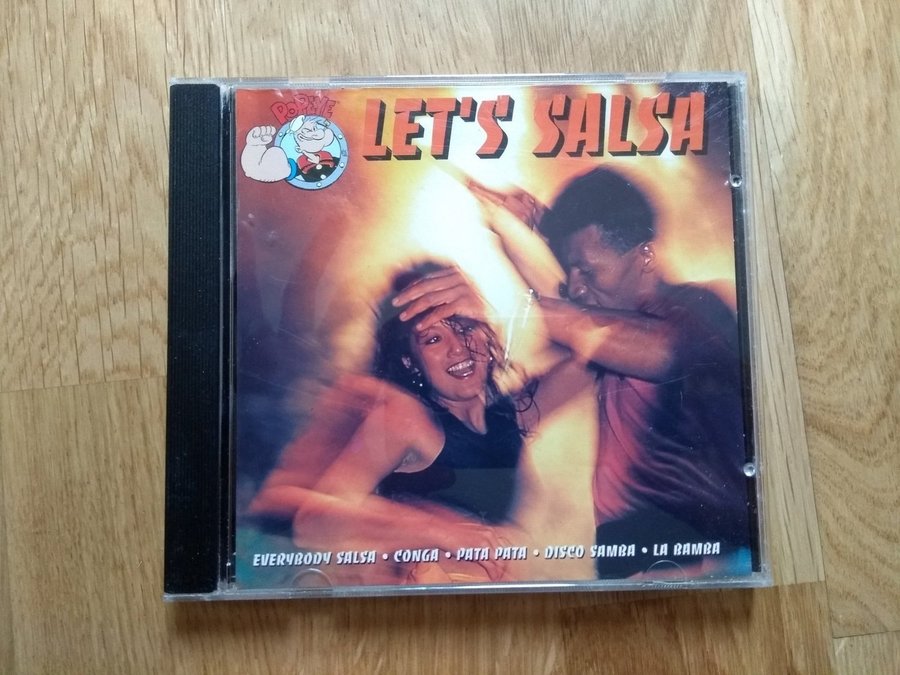 POPEYE
LET'S SALSA
EVERYBODY SALSA • CONGA • PATA PATA • DISCO SAMBA • LA BAMBA